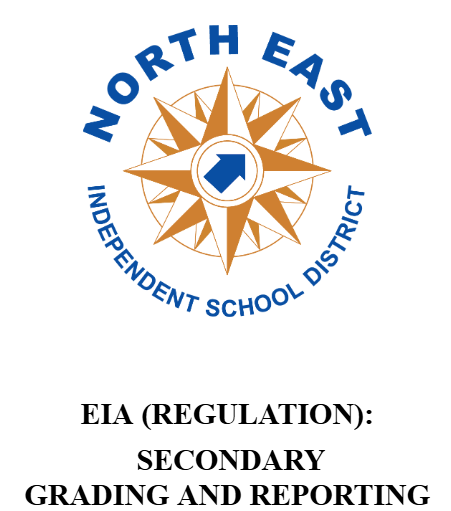 NORTH EAST
INDEPENDENT SCHOOL DISTRICT
EIA (REGULATION):
SECONDARY
GRADING AND REPORTING